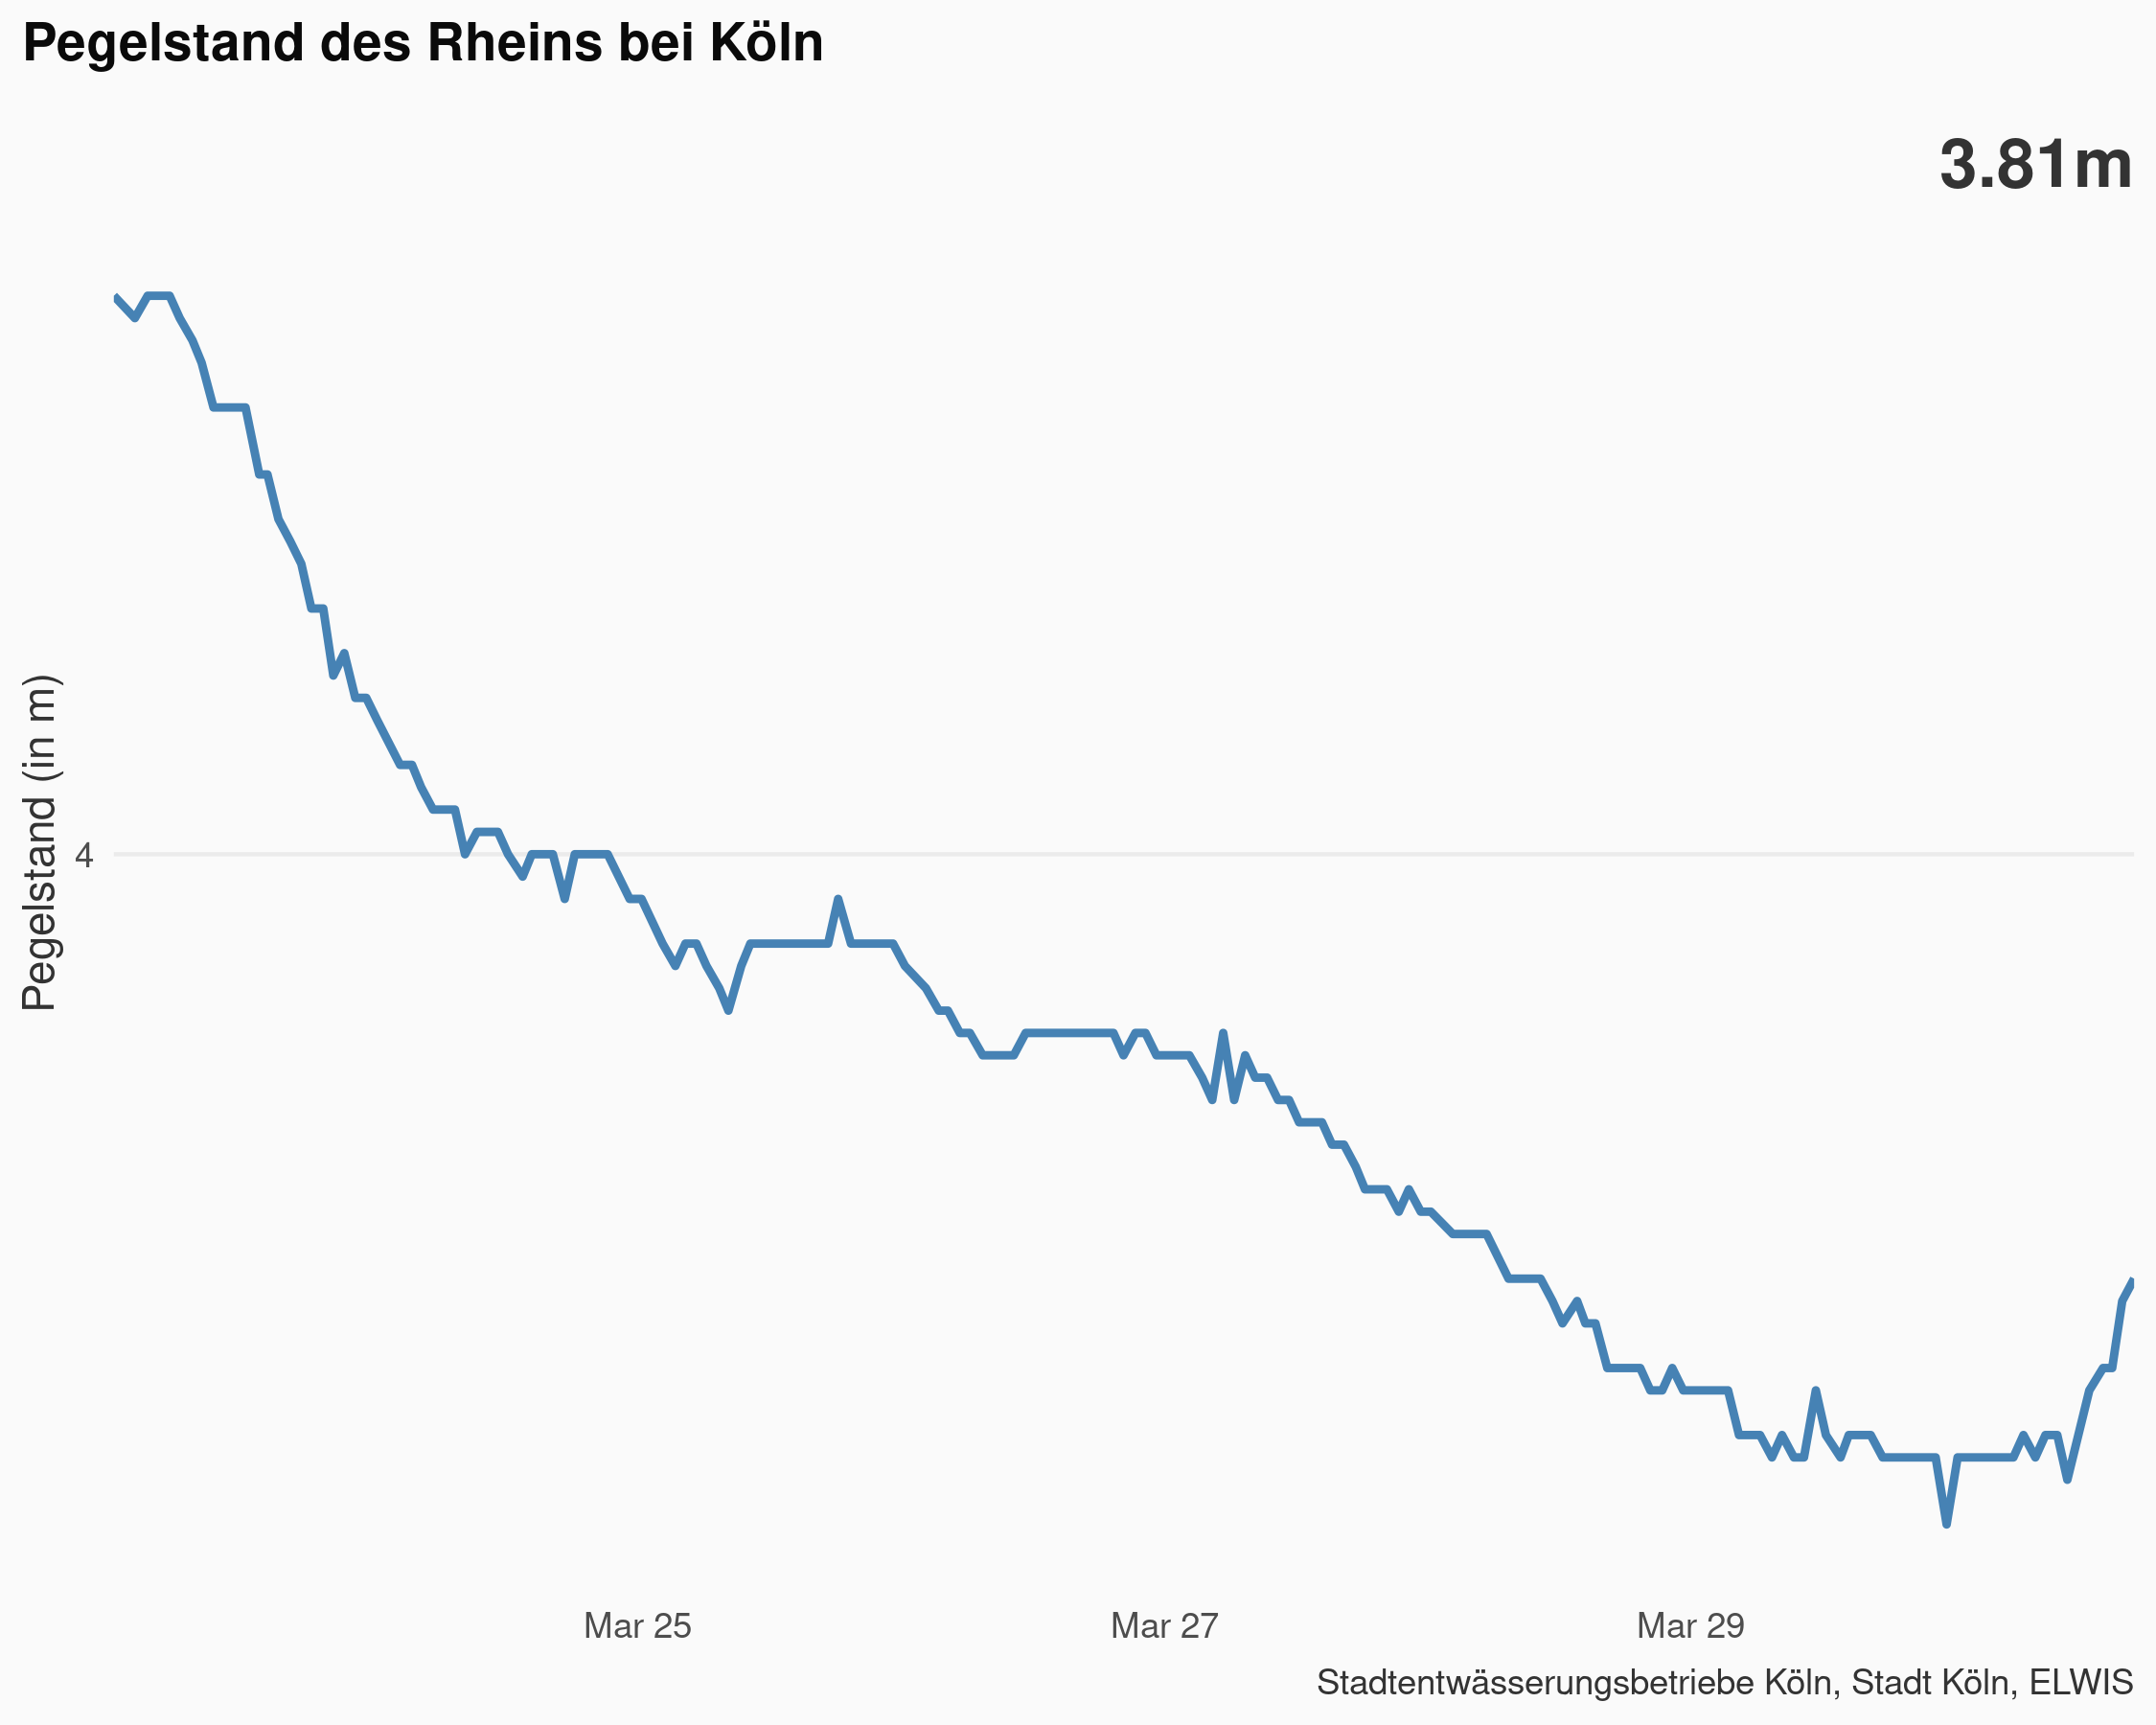 Pegelstand des Rheins bei Köln
3.81m
Pegelstand (in m)
4
Mar 25
Mar 27
Mar 29
Stadtentwässerungsbetriebe Köln, Stadt Köln, ELWIS